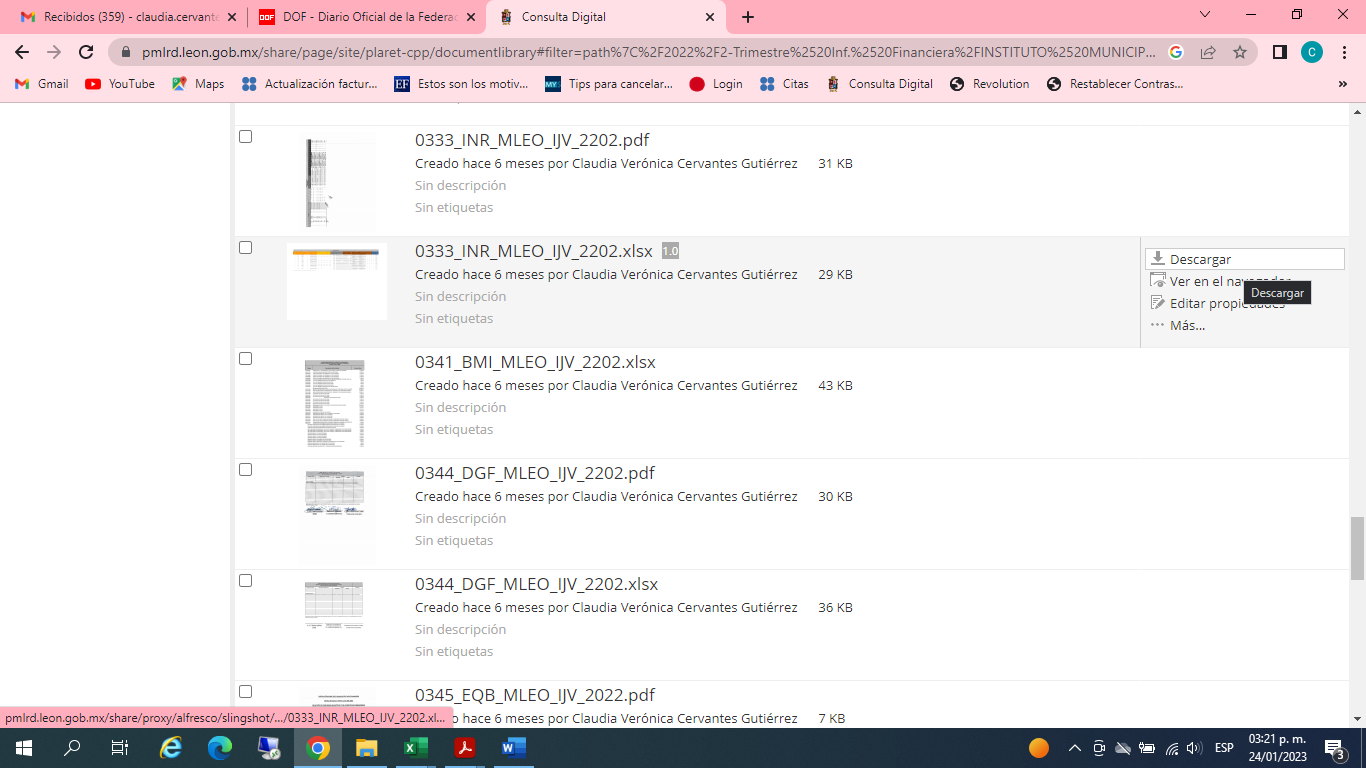 Recibidos (359) - claudia.cervante
DOF - Diario Oficial de la Federac
Consulta Digital
pmlrd.leon.gob.mx/share/page/site/plaret-cpp/documentlibrary#filter=path%7C%2F2022%2F2-Trimestre%2520Inf.%2520Financiera%2FINSTITUTO%2520MUNICIP...
C
Gmail
YouTube
Maps
Actualización factur...
EF
Estos son los motiv...
MY
Tips para cancelar...
Login
Citas
Consulta Digital
Revolution
Restablecer Contras...
»
0333_INR_MLEO_IJV_2202.pdf
Creado hace 6 meses por Claudia Verónica Cervantes Gutiérrez 31 KB
Sin descripción
Sin etiquetas
0333_INR_MLEO_IJV_2202.xlsx 1.0
Creado hace 6 meses por Claudia Verónica Cervantes Gutiérrez 29 KB
Sin descripción
Sin etiquetas
Descargar
Ver en el navegador
Descargar
Editar propiedades
Más...
0341_BMI_MLEO_IJV_2202.xlsx
Creado hace 6 meses por Claudia Verónica Cervantes Gutiérrez 43 KB
Sin descripción
Sin etiquetas
0344_DGF_MLEO_IJV_2202.pdf
Creado hace 6 meses por Claudia Verónica Cervantes Gutiérrez 30 KB
Sin descripción
Sin etiquetas
0344_DGF_MLEO_IJV_2202.xlsx
Creado hace 6 meses por Claudia Verónica Cervantes Gutiérrez 36 KB
Sin descripción
Sin etiquetas
0345_EQB_MLEO_IJV_2022.pdf
hace 6 meses por Claudia Verónica Cervantes Gutiérrez 7 KB
pmlrd.leon.gob.mx/share/proxy/alfresco/slingshot/.../0333_INR_MLEO_IJV_2202.xl...
ESP
03:21 p. m.
24/01/2023
3